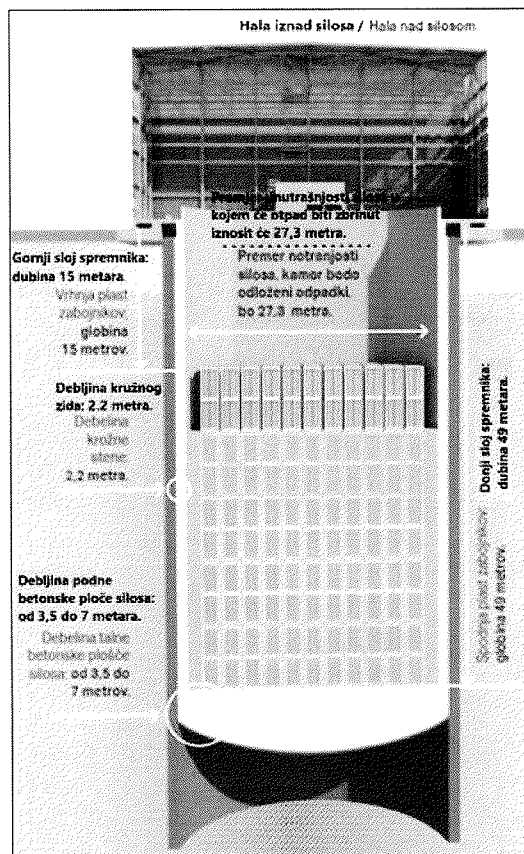 Hala iznad silosa / Hala nad silosom
Premjer unutrašnjosti silosa u
kojem će otpad biti zbrinut
iznosit će 27,3 metra.
Premer notranjosti
silosa, kamor bodo
odloženi odpadki,
bo 27,3 metra.
Gornji sloj spremnika:
dubina 15 metara.
Vrhnja plast
zabojnikov:
globina
15 metrov.
Debljina kružnog
zida: 2,2 metra.
Debelina
krožne
stene:
2,2 metra.
Donji sloj spremnika:
dubina 49 metara.
Spodnja plast zabojnikov:
globina 49 metrov.
Debljina podne
betonske ploče silosa:
od 3,5 do 7 metara.
Debelina talne
betonske plošče
silosa: od 3,5 do
7 metrov.